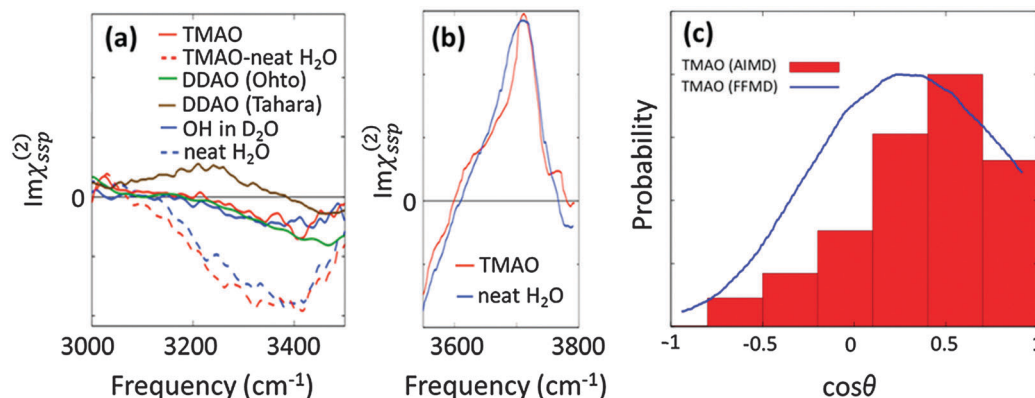 (a)
TMAO
TMAO-neat H₂O
DDAO (Ohto)
DDAO (Tahara)
OH in D₂O
neat H₂O
Imχ⁽²⁾ssp
0
3000 3200 3400
Frequency (cm⁻¹)
(b)
Imχ⁽²⁾ssp
0
TMAO
neat H₂O
3600 3800
Frequency (cm⁻¹)
(c)
TMAO (AIMD)
TMAO (FFMD)
Probability
-1 -0.5 0 0.5 1
cosθ